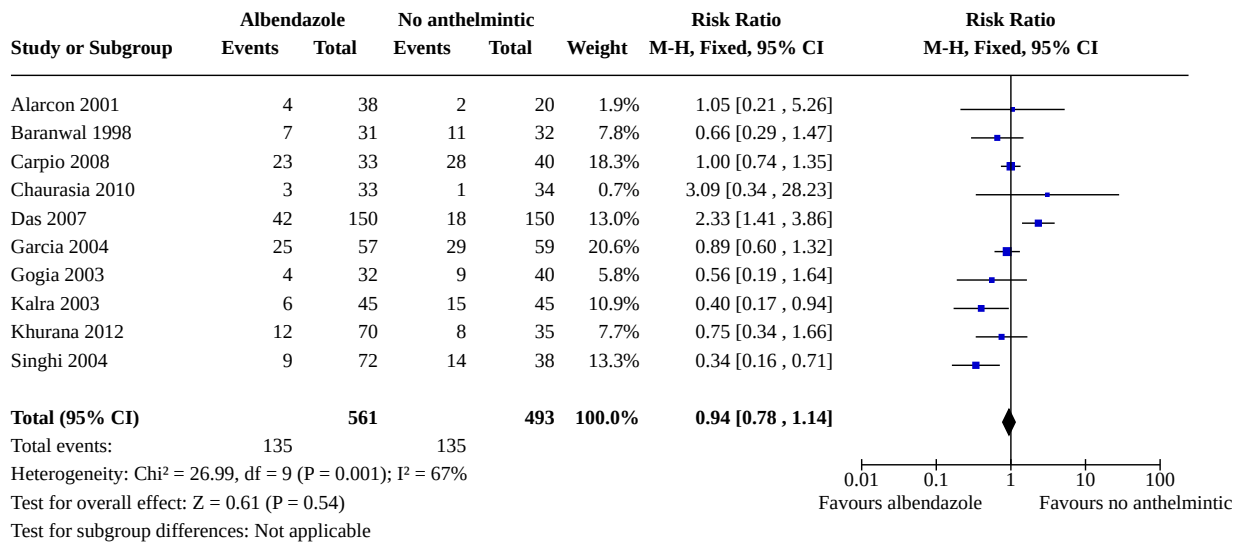 Albendazole No anthelmintic Risk Ratio Risk Ratio
Study or Subgroup Events Total Events Total Weight M-H, Fixed, 95% CI M-H, Fixed, 95% CI
Alarcon 2001 4 38 2 20 1.9% 1.05 [0.21 , 5.26]
Baranwal 1998 7 31 11 32 7.8% 0.66 [0.29 , 1.47]
Carpio 2008 23 33 28 40 18.3% 1.00 [0.74 , 1.35]
Chaurasia 2010 3 33 1 34 0.7% 3.09 [0.34 , 28.23]
Das 2007 42 150 18 150 13.0% 2.33 [1.41 , 3.86]
Garcia 2004 25 57 29 59 20.6% 0.89 [0.60 , 1.32]
Gogia 2003 4 32 9 40 5.8% 0.56 [0.19 , 1.64]
Kalra 2003 6 45 15 45 10.9% 0.40 [0.17 , 0.94]
Khurana 2012 12 70 8 35 7.7% 0.75 [0.34 , 1.66]
Singhi 2004 9 72 14 38 13.3% 0.34 [0.16 , 0.71]
Total (95% CI) 561 493 100.0% 0.94 [0.78 , 1.14]
Total events: 135 135
Heterogeneity: Chi² = 26.99, df = 9 (P = 0.001); I² = 67%
0.01 0.1 1 10 100
Test for overall effect: Z = 0.61 (P = 0.54)
Favours albendazole Favours no anthelmintic
Test for subgroup differences: Not applicable